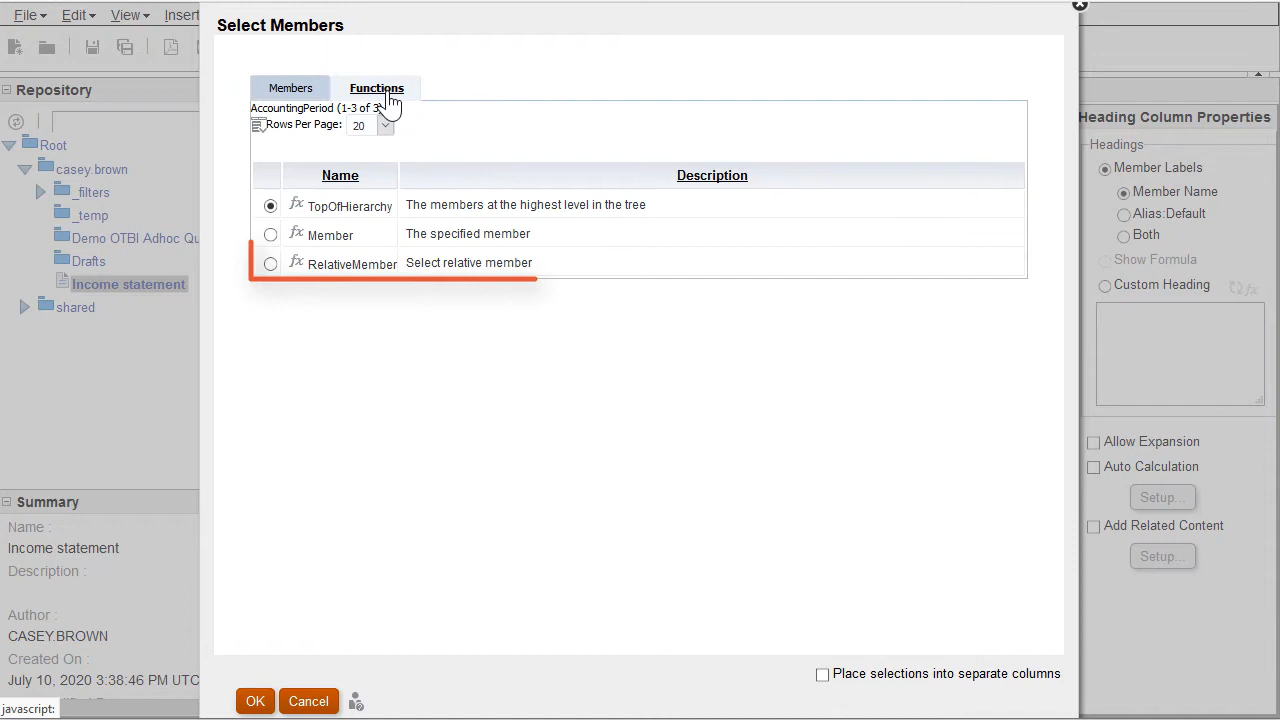 File Edit View Insert
Select Members
Repository
Root
casey.brown
_filters
_temp
Demo OTBI Adhoc Qu
Drafts
Income statement
shared
Summary
Name :
Income statement
Description :
Author :
CASEY.BROWN
Created On :
July 10, 2020 3:38:46 PM UTC
javascript:
Members Functions
AccountingPeriod (1-3 of 3
Rows Per Page: 20
Name Description
fx TopOfHierarchy The members at the highest level in the tree
fx Member The specified member
fx RelativeMember Select relative member
Place selections into separate columns
OK Cancel
Heading Column Properties
Headings
Member Labels
Member Name
Alias:Default
Both
Show Formula
Custom Heading fx
Allow Expansion
Auto Calculation
Setup...
Add Related Content
Setup...